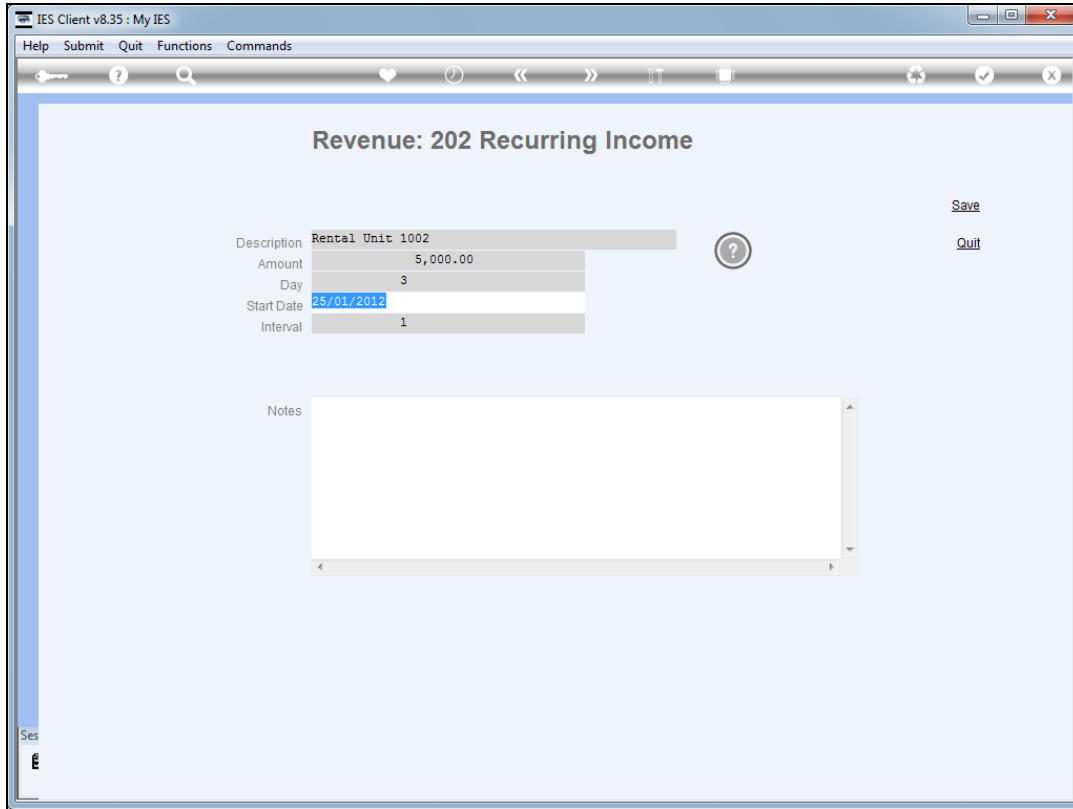 IES Client v8.35 : My IES
Help Submit Quit Functions Commands
Revenue: 202 Recurring Income
Save
Description Rental Unit 1002
Quit
Amount 5,000.00
Day 3
Start Date 25/01/2012
Interval 1
Notes
Ses